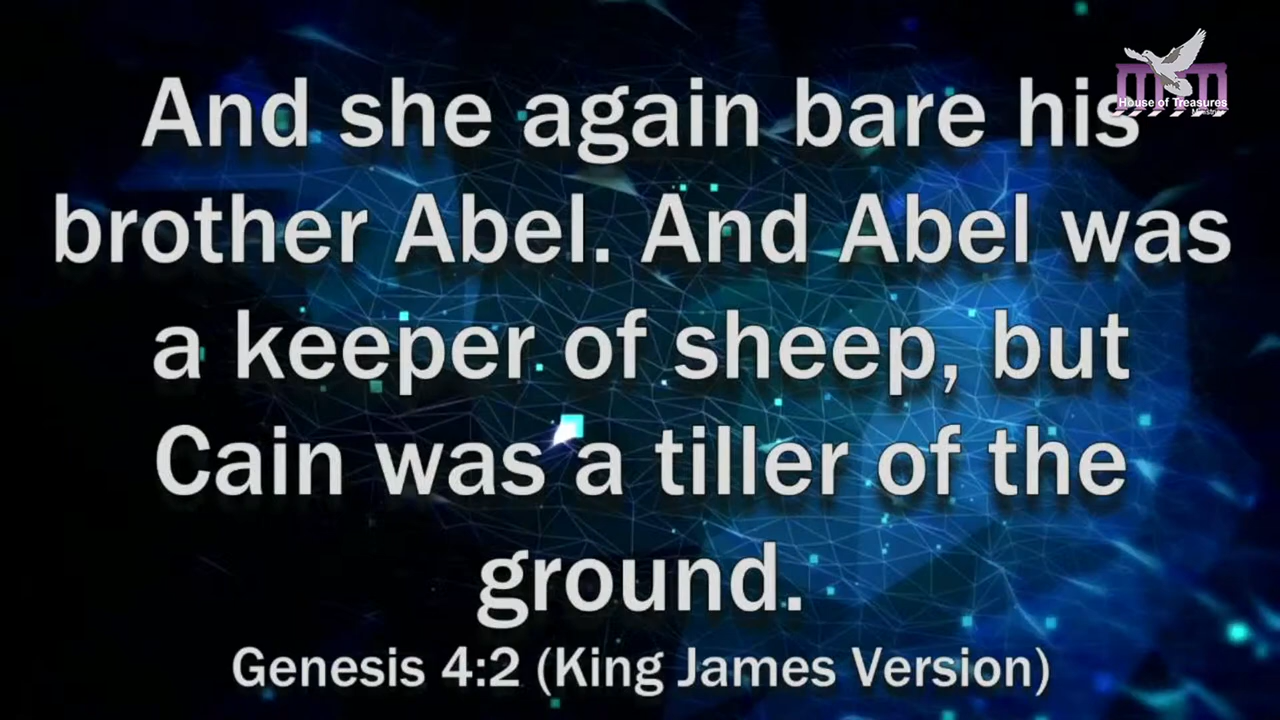 And she again bare his
brother Abel. And Abel was
a keeper of sheep, but
Cain was a tiller of the
ground.
Genesis 4:2 (King James Version)
House of Treasures